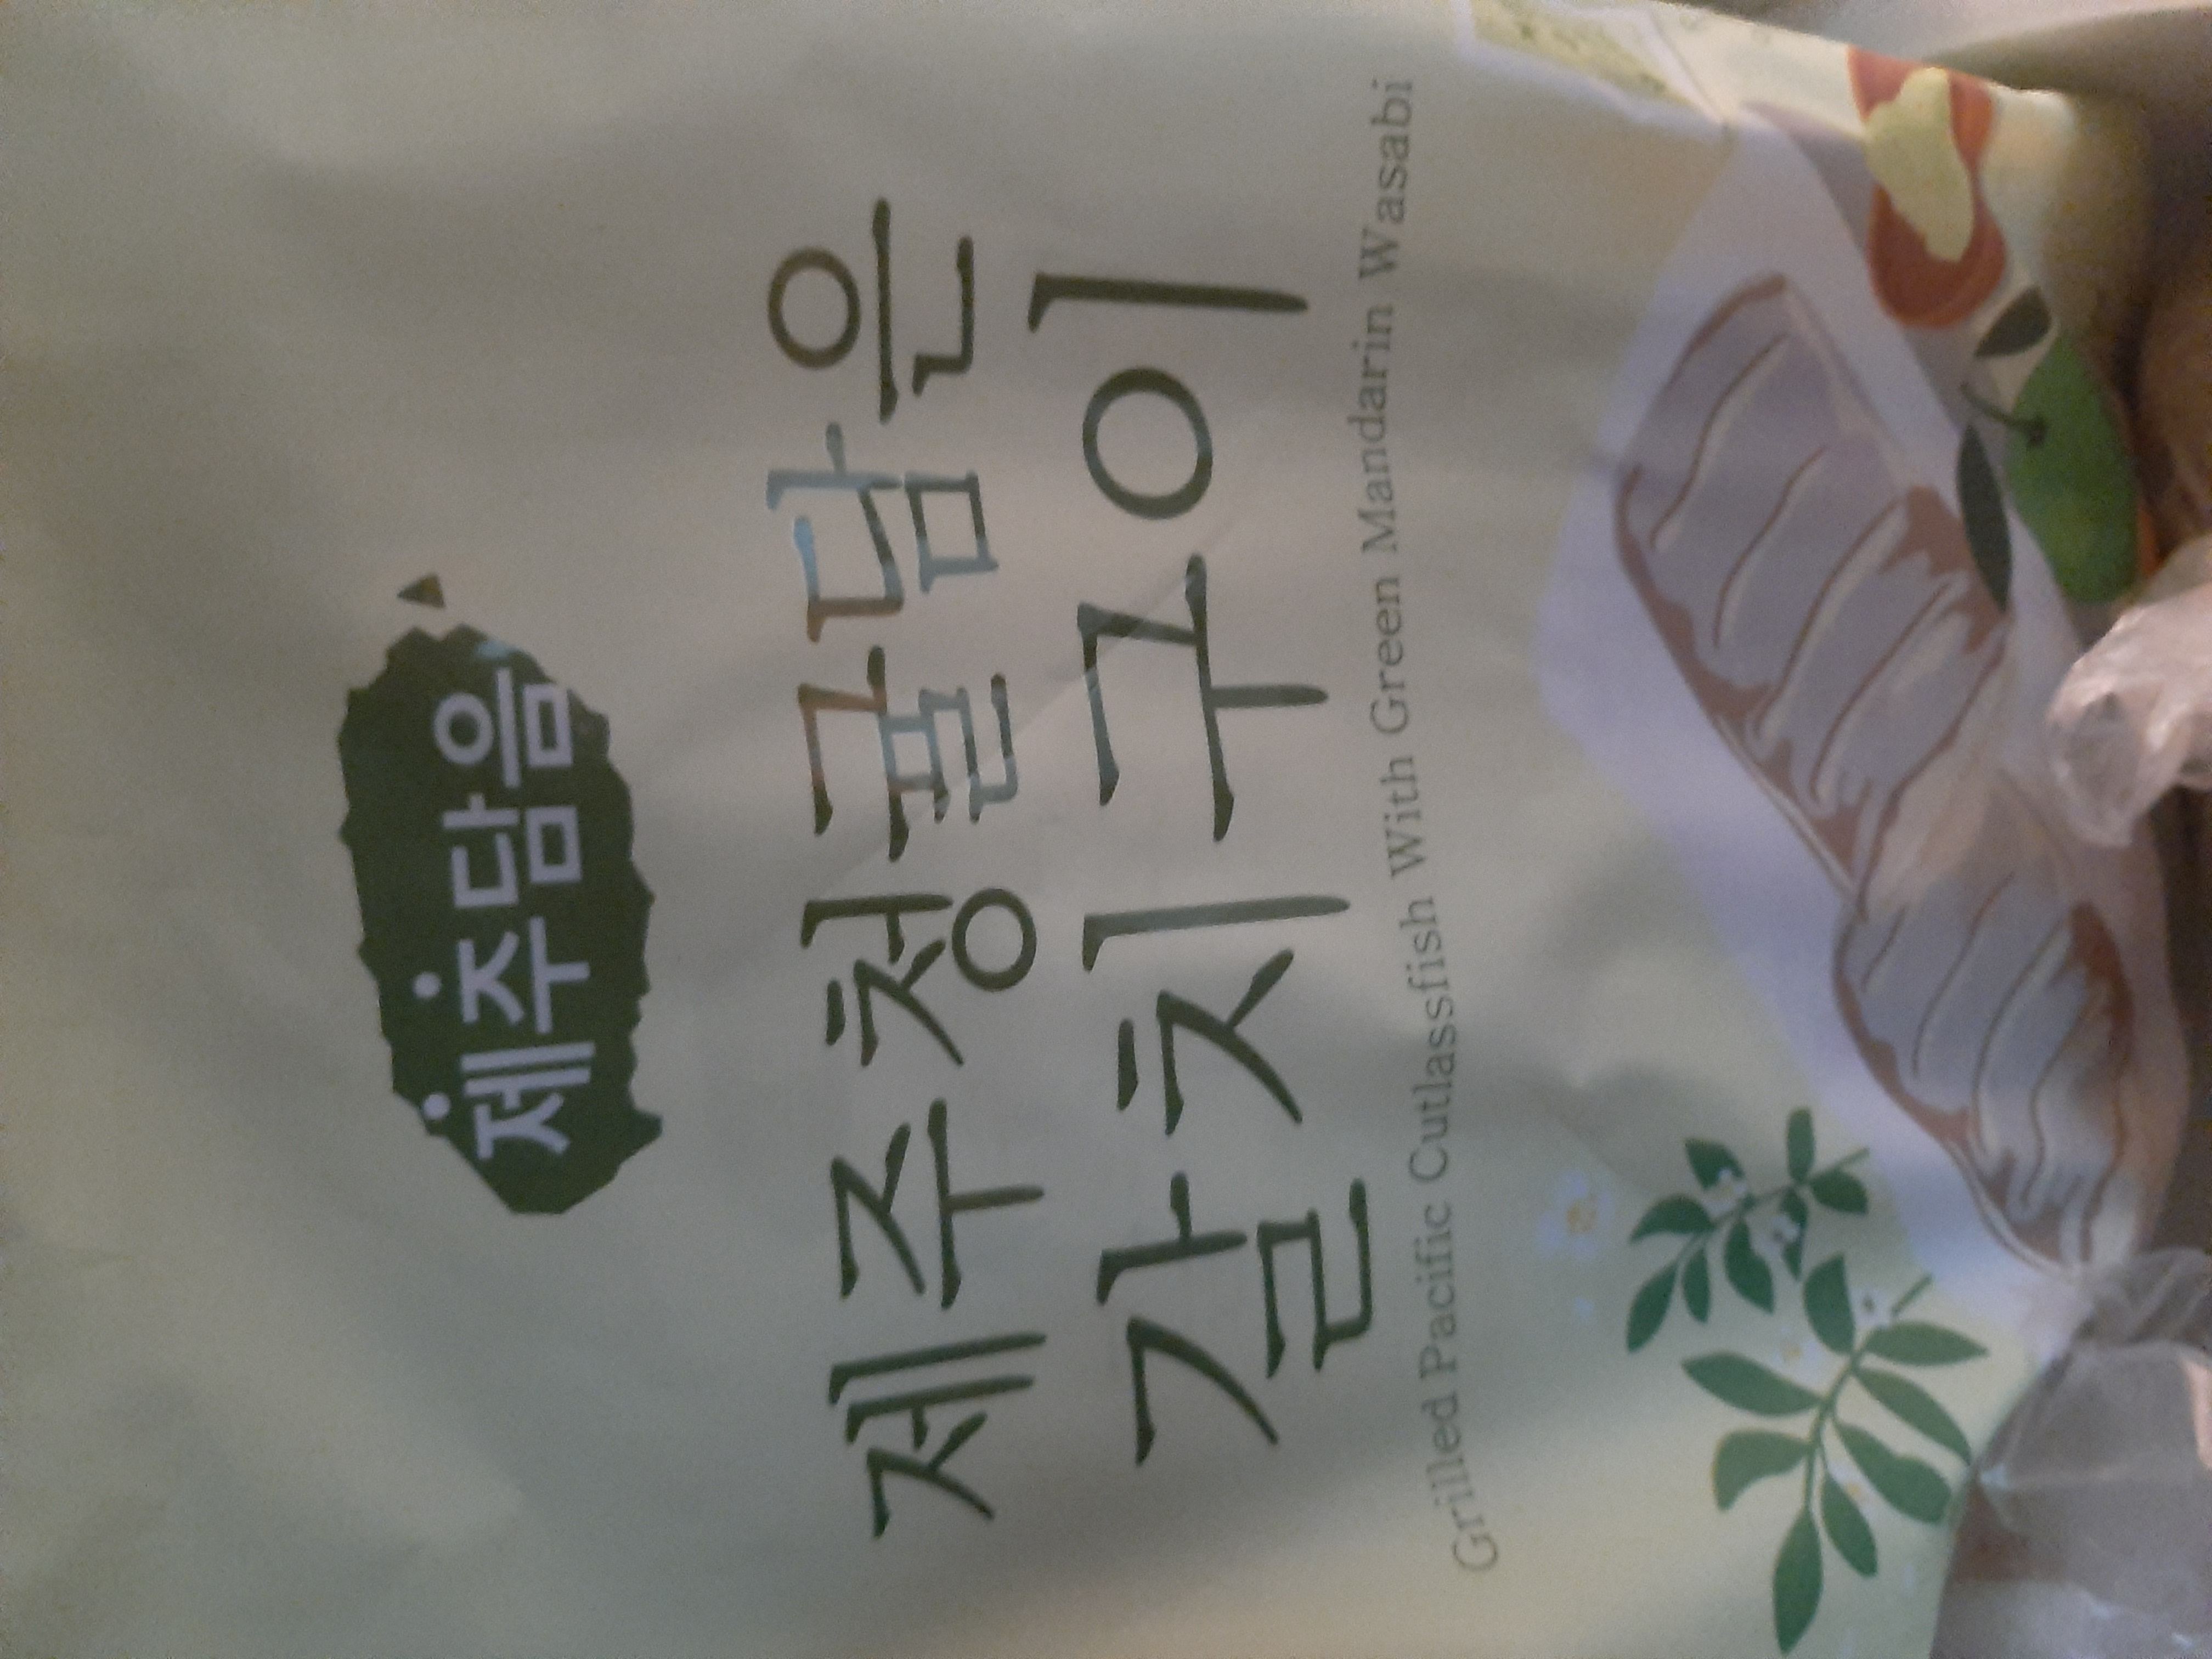 제주담음
제주청귤담은
갈치구이
Grilled Pacific Cutlassfish With Green Mandarin Wasabi